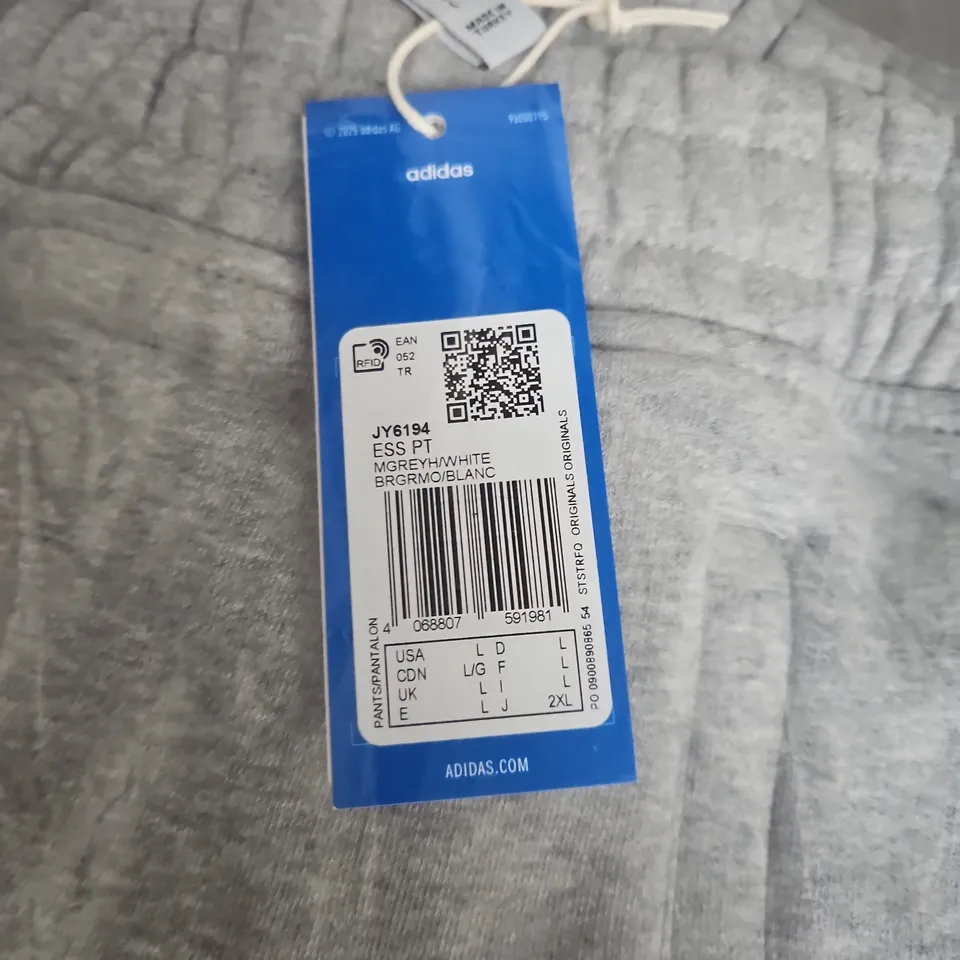 MADE IN
TURKEY
© 2025 adidas AG
adidas
RFID
EAN
052
TR
JY6194
ESS PT
MGREYH/WHITE
BRGRMO/BLANC
4 068807 591981
USA L D L
CDN L/G F L
UK L I L
E L J 2XL
PANTS/PANTALON
PO 0900890865 54 STSTRFO ORIGINALS ORIGINALS
ADIDAS.COM